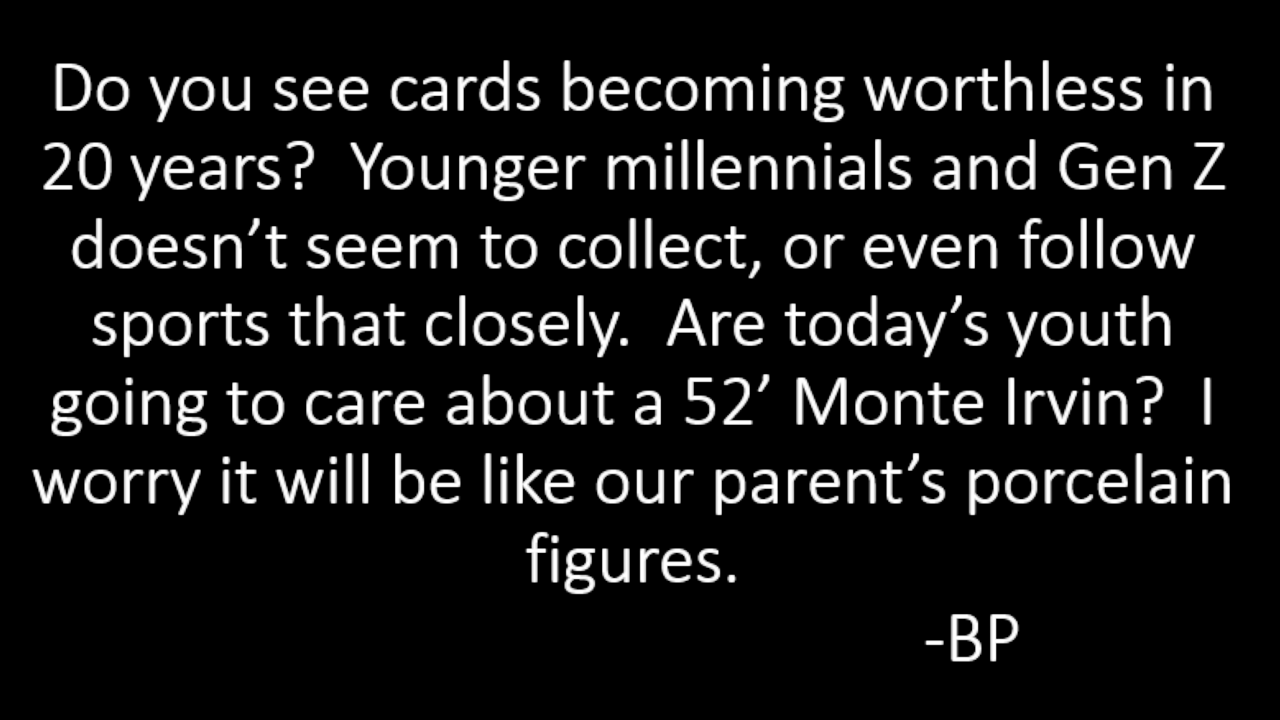 Do you see cards becoming worthless in
20 years?  Younger millennials and Gen Z
doesn’t seem to collect, or even follow
sports that closely.  Are today’s youth
going to care about a 52’ Monte Irvin?  I
worry it will be like our parent’s porcelain
figures.
-BP